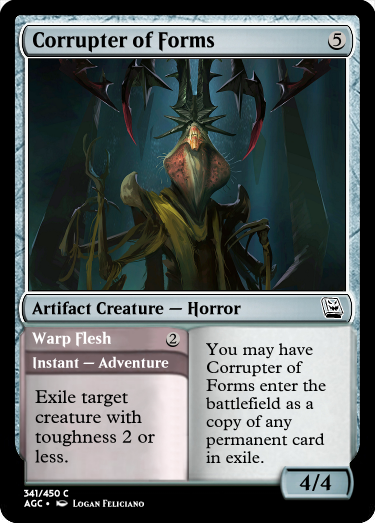 Corrupter of Forms 5
Artifact Creature — Horror
Warp Flesh 2
Instant — Adventure
Exile target
creature with
toughness 2 or
less.
You may have
Corrupter of
Forms enter the
battlefield as a
copy of any
permanent card
in exile.
4/4
341/450 C
AGC • Logan Feliciano